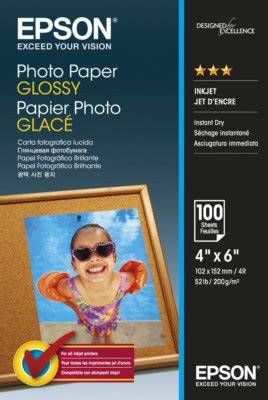 EPSON
EXCEED YOUR VISION
DESIGNED for EXCELLENCE
Photo Paper
GLOSSY
Papier Photo
GLACÉ
Carta fotografica lucida
Глянцевая фотобумага
Papel Fotográfico Brillante
Papel Fotográfico Brilhante
광택 사진 용지
INKJET
JET D'ENCRE
Instant Dry
Séchage instantané
Asciugatura immediata
100
Sheets
Feuilles
4" x 6"
102 x 152 mm / 4R
52lb / 200g/m²
For all inkjet printers
Pour toutes imprimantes jet d'encre
Compatibile con stampanti inkjet
EPSON
EXCEED YOUR VISION